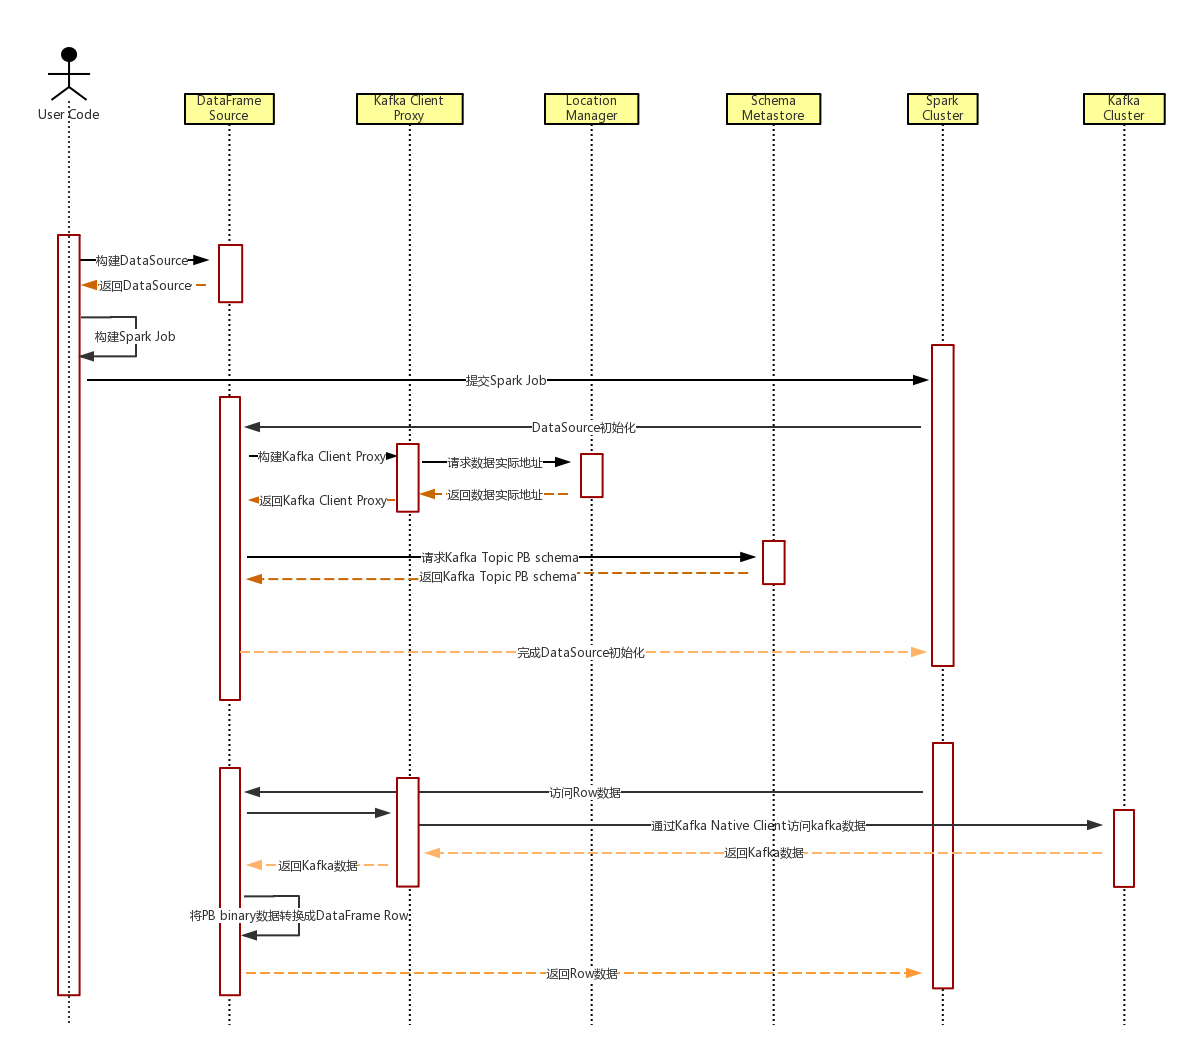 User Code
DataFrame
Source
Kafka Client
Proxy
Location
Manager
Schema
Metastore
Spark
Cluster
Kafka
Cluster
构建DataSource
返回DataSource
构建Spark Job
提交Spark Job
DataSource初始化
构建Kafka Client Proxy
请求数据实际地址
返回数据实际地址
返回Kafka Client Proxy
请求Kafka Topic PB schema
返回Kafka Topic PB schema
完成DataSource初始化
访问Row数据
通过Kafka Native Client访问kafka数据
返回Kafka数据
返回Kafka数据
将PB binary数据转换成DataFrame Row
返回Row数据